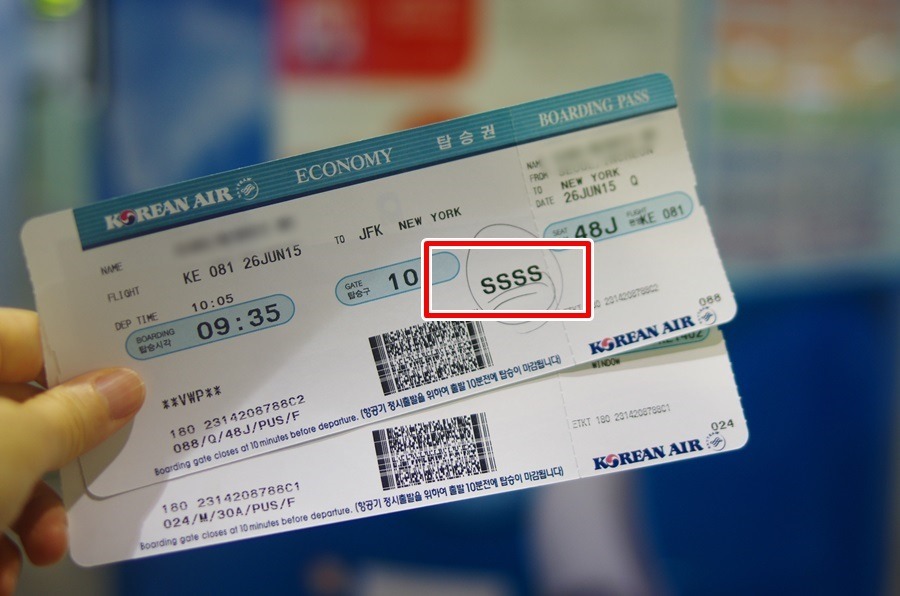 ECONOMY 탑승권 BOARDING PASS
KOREAN AIR
NAME
FLIGHT KE 081 26JUN15 TO JFK NEW YORK
DEP TIME 10:05
BOARDING
탑승시각 09:35
GATE
탑승구 10
SSSS
**VWP**
180 2314208788C2
088/Q/48J/PUS/F
Boarding gate closes at 10 minutes before departure. (항공기 정시출발을 위하여 출발 10분전에 탑승 마감됩니다)
FROM
TO NEW YORK
DATE 26JUN15 Q
SEAT 48J FLIGHT KE 081
2314208788C2
088
KOREAN AIR
180 2314208788C1
024/M/30A/PUS/F
Boarding gate closes at 10 minutes before departure. (항공기 정시출발을 위하여 출발 10분전에 탑승 마감됩니다)
WINDOW
ETKT 180 2314208788C1
024
KOREAN AIR